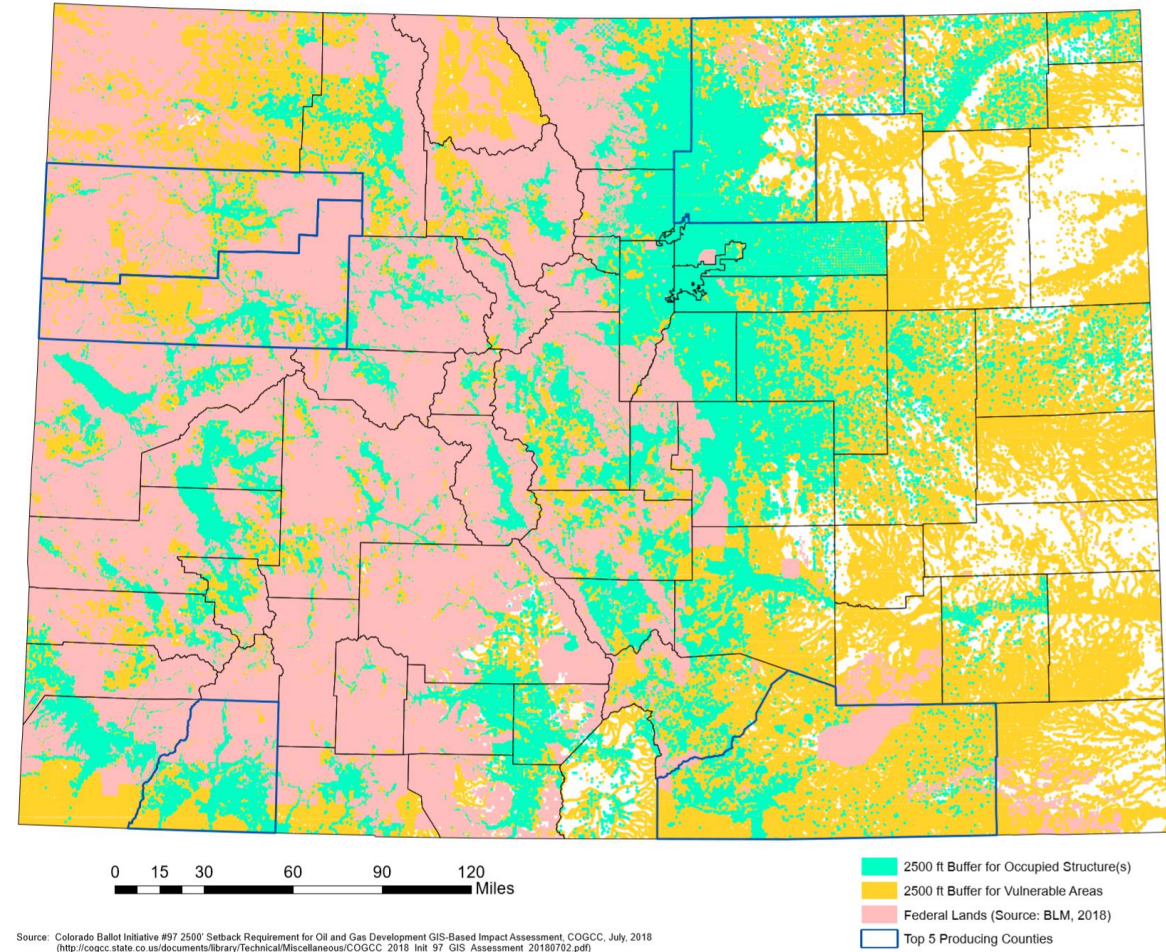 0 15 30 60 90 120
Miles
2500 ft Buffer for Occupied Structure(s)
2500 ft Buffer for Vulnerable Areas
Federal Lands (Source: BLM, 2018)
Top 5 Producing Counties
Source: Colorado Ballot Initiative #97 2500' Setback Requirement for Oil and Gas Development GIS-Based Impact Assessment, COGCC, July, 2018
(http://cogcc.state.co.us/documents/library/Technical/Miscellaneous/COGCC_2018_Init_97_GIS_Assessment_20180702.pdf)